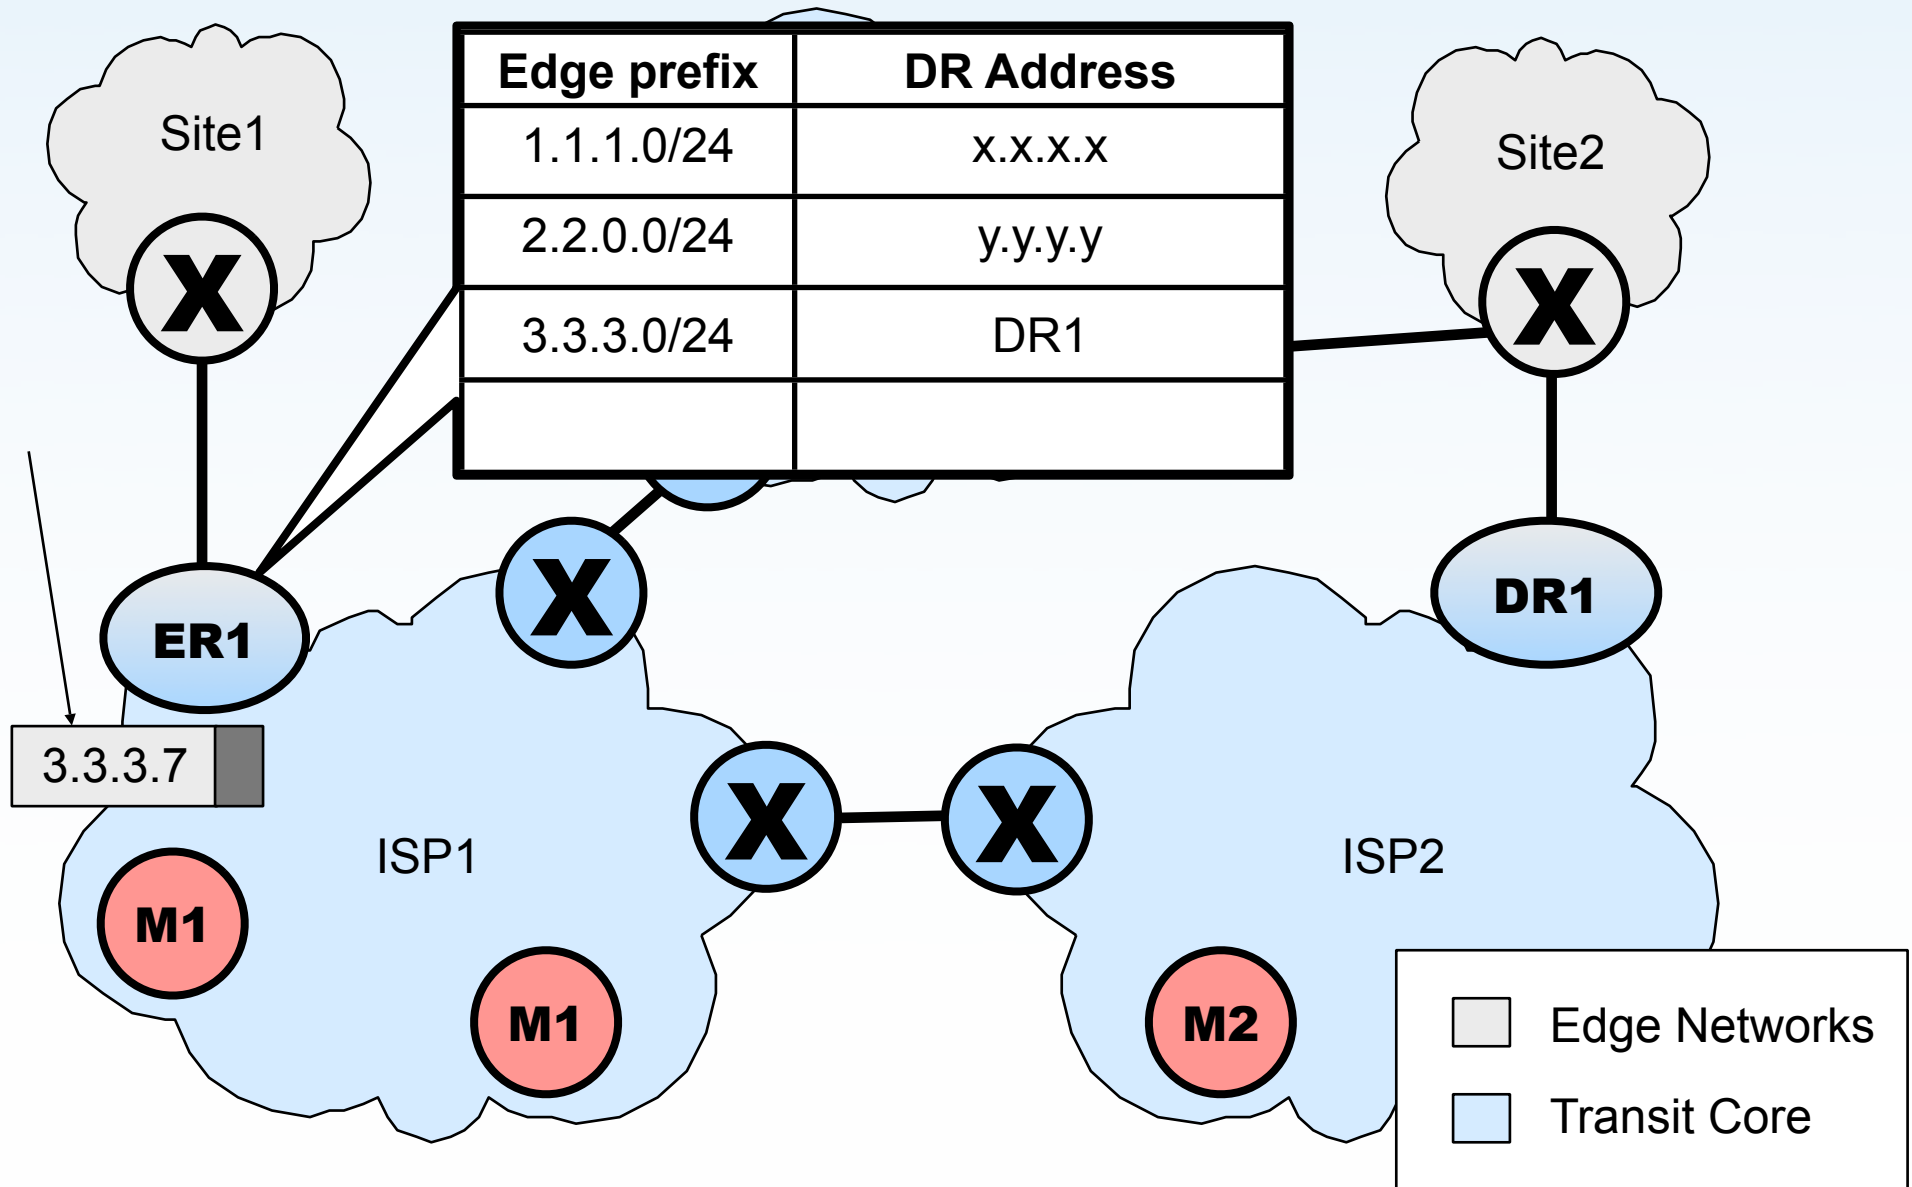 Edge prefix DR Address
1.1.1.0/24 x.x.x.x
2.2.0.0/24 y.y.y.y
3.3.3.0/24 DR1
Site1
Site2
X
X
X
ER1
DR1
3.3.3.7
X
X
ISP1
ISP2
M1
M1
M2
Edge Networks
Transit Core